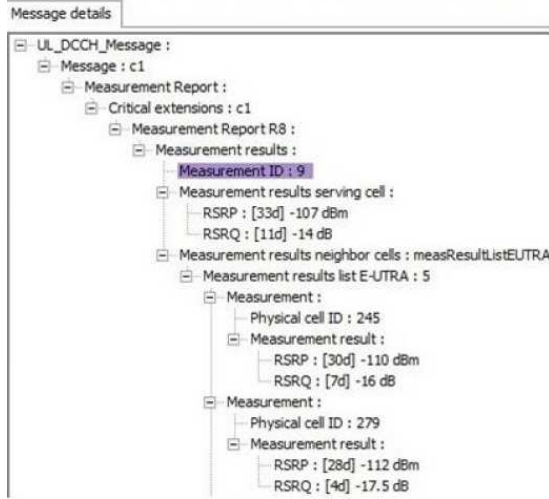 Message details
UL_DCCH_Message :
Message : c1
Measurement Report :
Critical extensions : c1
Measurement Report R8 :
Measurement results :
Measurement ID : 9
Measurement results serving cell :
RSRP : [33d] -107 dBm
RSRQ : [11d] -14 dB
Measurement results neighbor cells : measResultListEUTRA
Measurement results list E-UTRA : 5
Measurement :
Physical cell ID : 245
Measurement result :
RSRP : [30d] -110 dBm
RSRQ : [7d] -16 dB
Measurement :
Physical cell ID : 279
Measurement result :
RSRP : [28d] -112 dBm
RSRQ : [4d] -17.5 dB